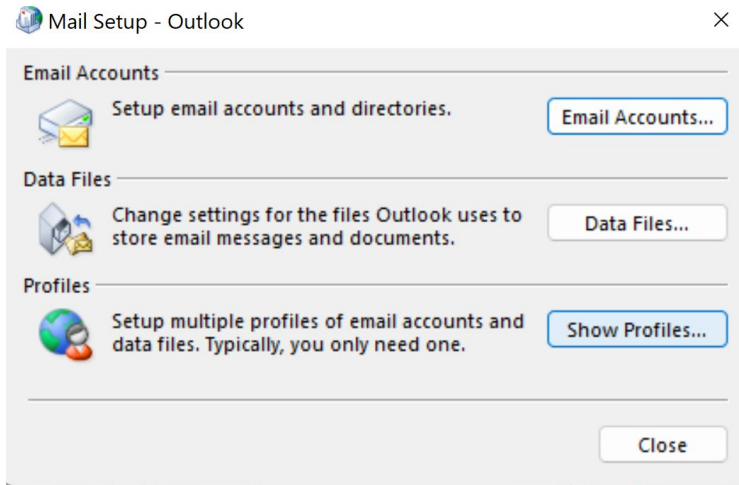 Mail Setup - Outlook
Email Accounts
Setup email accounts and directories.
Email Accounts...
Data Files
Change settings for the files Outlook uses to
store email messages and documents.
Data Files...
Profiles
Setup multiple profiles of email accounts and
data files. Typically, you only need one.
Show Profiles...
Close